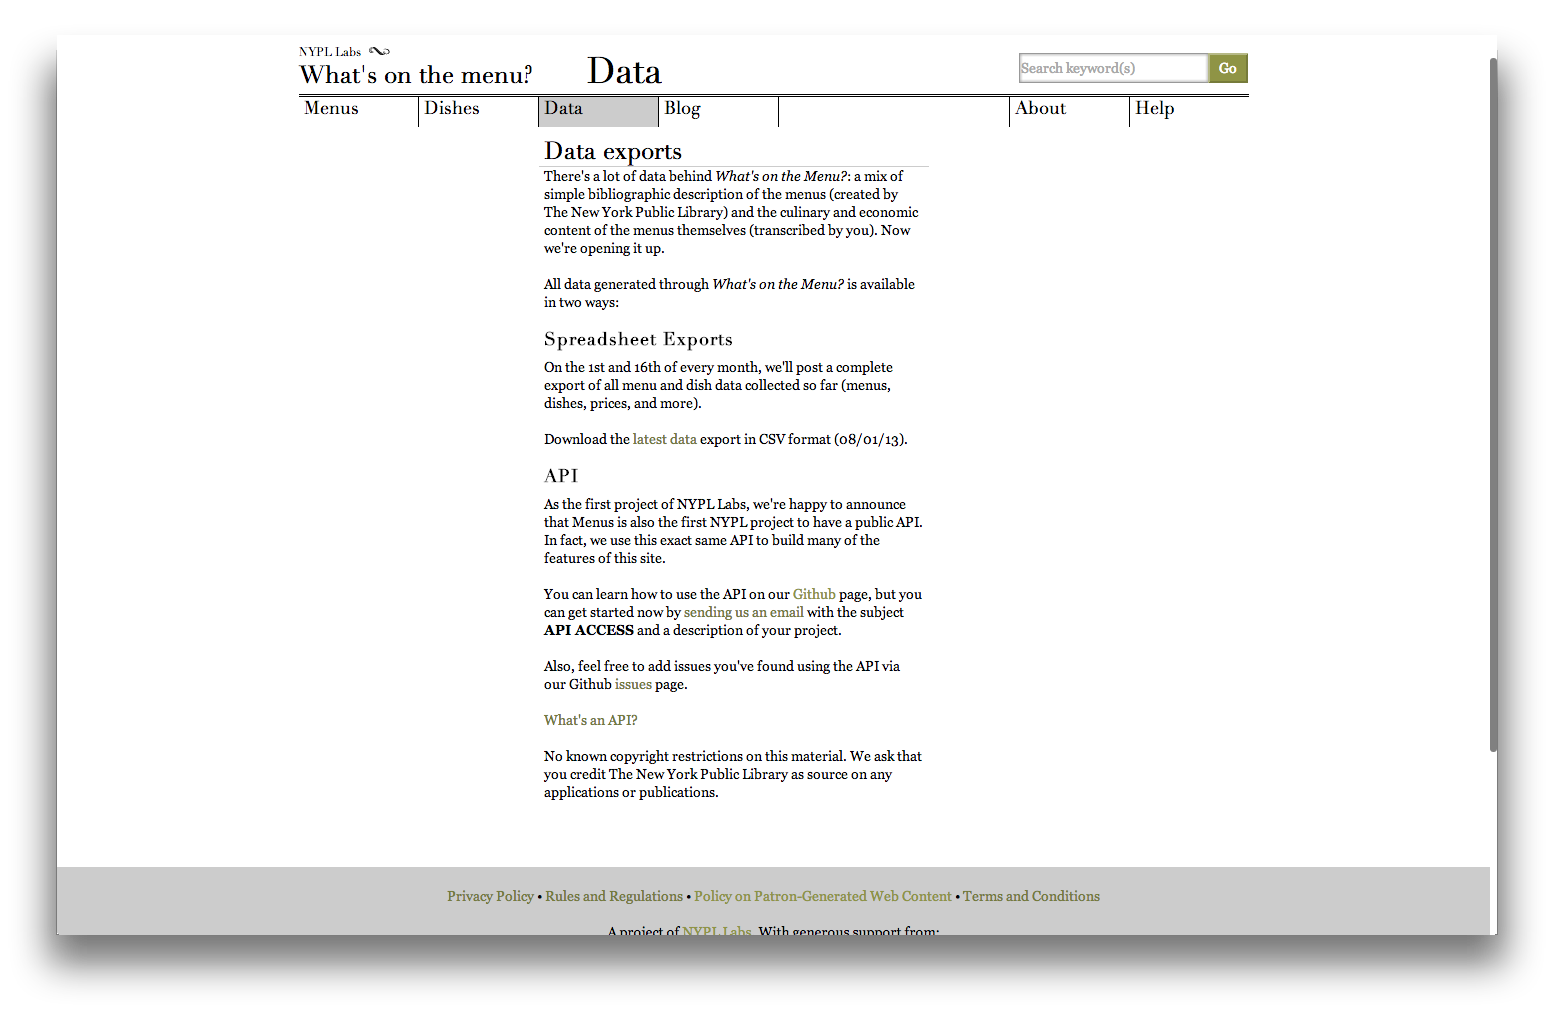 NYPL Labs
What's on the menu?
Data
Search keyword(s)
Go
Menus
Dishes
Data
Blog
About
Help
Data exports
There's a lot of data behind What's on the Menu?: a mix of
simple bibliographic description of the menus (created by
The New York Public Library) and the culinary and economic
content of the menus themselves (transcribed by you). Now
we're opening it up.
All data generated through What's on the Menu? is available
in two ways:
Spreadsheet Exports
On the 1st and 16th of every month, we'll post a complete
export of all menu and dish data collected so far (menus,
dishes, prices, and more).
Download the latest data export in CSV format (08/01/13).
API
As the first project of NYPL Labs, we're happy to announce
that Menus is also the first NYPL project to have a public API.
In fact, we use this exact same API to build many of the
features of this site.
You can learn how to use the API on our Github page, but you
can get started now by sending us an email with the subject
API ACCESS and a description of your project.
Also, feel free to add issues you've found using the API via
our Github issues page.
What's an API?
No known copyright restrictions on this material. We ask that
you credit The New York Public Library as source on any
applications or publications.
Privacy Policy • Rules and Regulations • Policy on Patron-Generated Web Content • Terms and Conditions
A project of NYPL Labs. With generous support from: